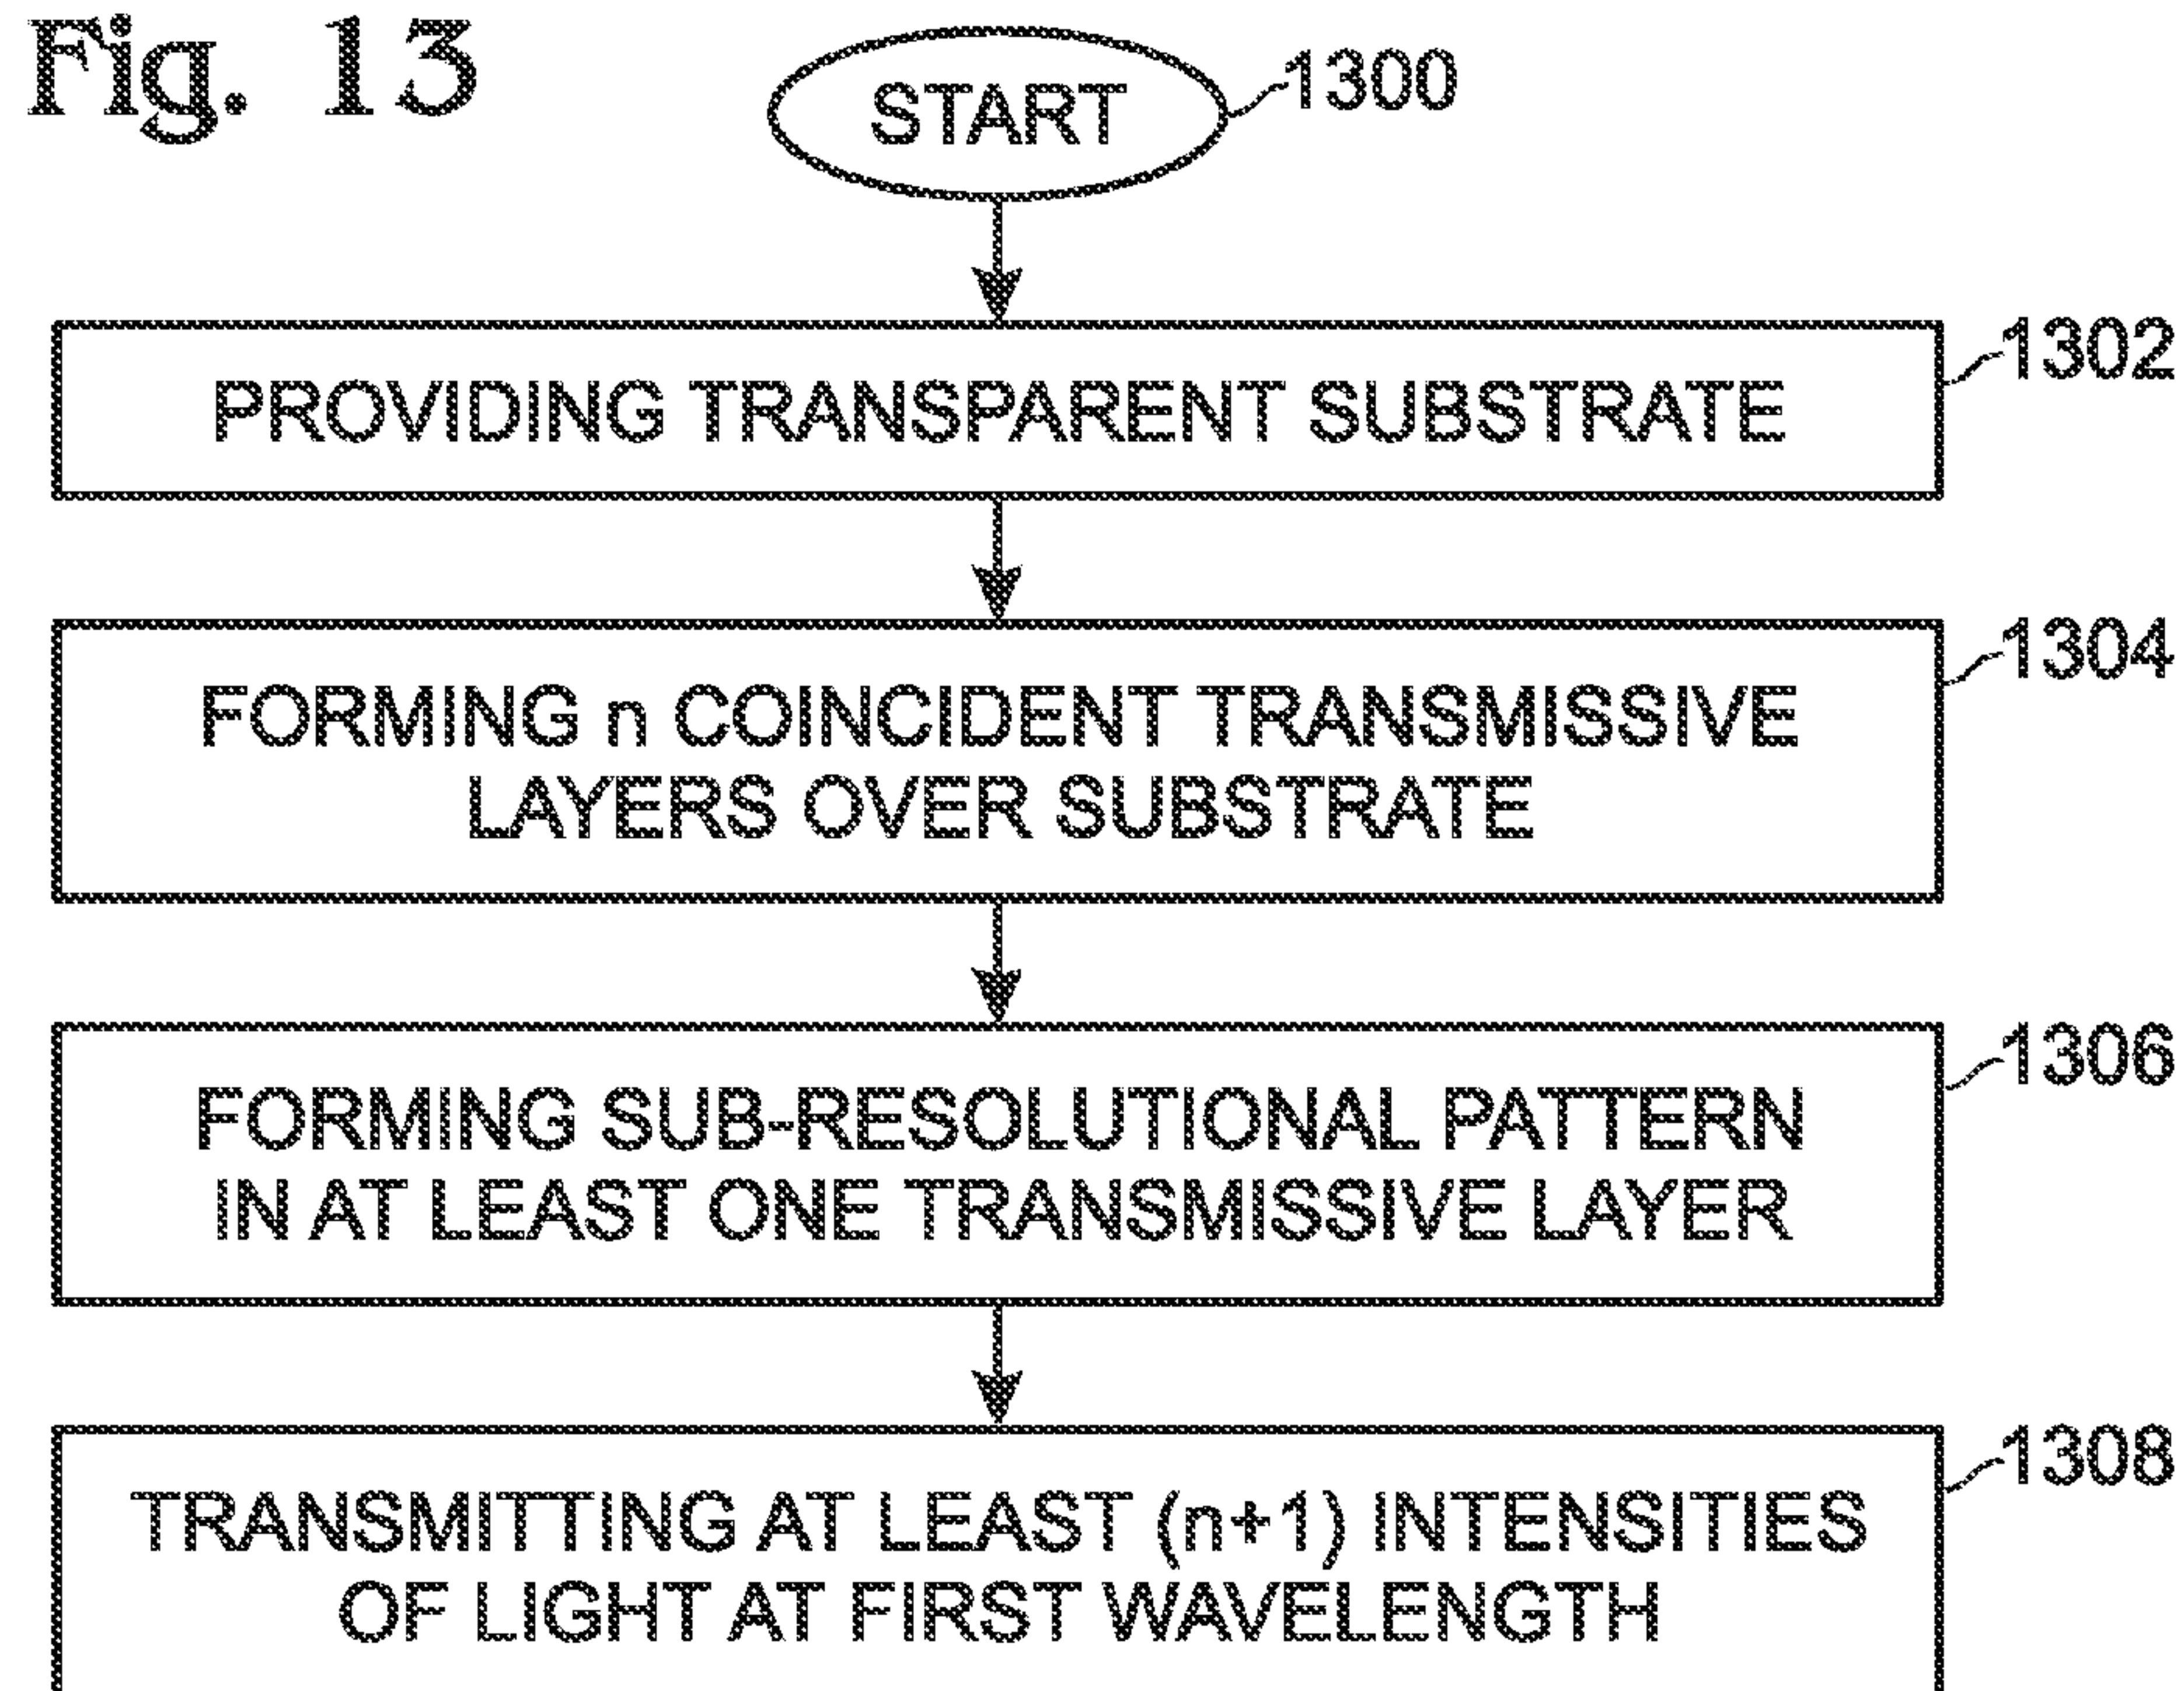 Fig. 13
START
1300
PROVIDING TRANSPARENT SUBSTRATE
1302
FORMING n COINCIDENT TRANSMISSIVE
LAYERS OVER SUBSTRATE
1304
FORMING SUB-RESOLUTIONAL PATTERN
IN AT LEAST ONE TRANSMISSIVE LAYER
1306
TRANSMITTING AT LEAST (n+1) INTENSITIES
OF LIGHT AT FIRST WAVELENGTH
1308